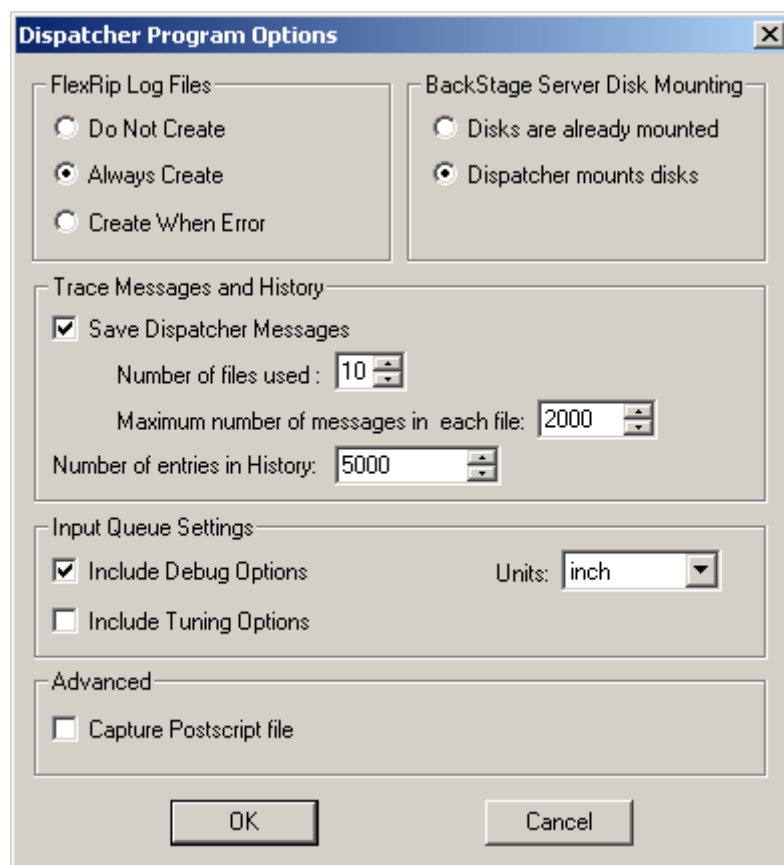 Dispatcher Program Options
FlexRip Log Files
Do Not Create
Always Create
Create When Error
BackStage Server Disk Mounting
Disks are already mounted
Dispatcher mounts disks
Trace Messages and History
Save Dispatcher Messages
Number of files used : 10
Maximum number of messages in each file: 2000
Number of entries in History: 5000
Input Queue Settings
Include Debug Options
Units: inch
Include Tuning Options
Advanced
Capture Postscript file
OK
Cancel